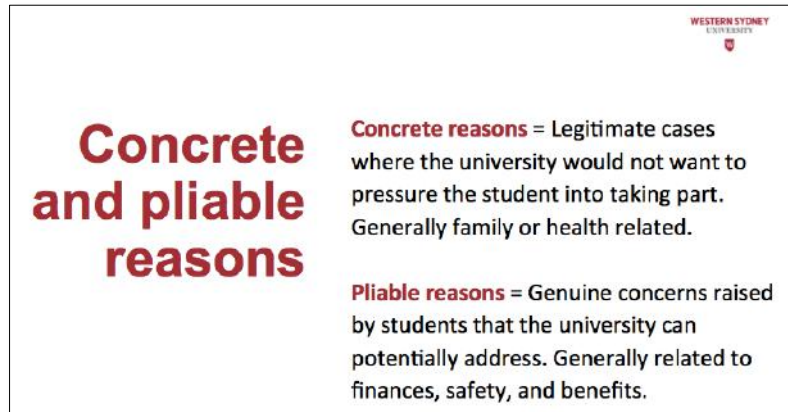 WESTERN SYDNEY
UNIVERSITY
W
Concrete
and pliable
reasons
Concrete reasons = Legitimate cases
where the university would not want to
pressure the student into taking part.
Generally family or health related.
Pliable reasons = Genuine concerns raised
by students that the university can
potentially address. Generally related to
finances, safety, and benefits.